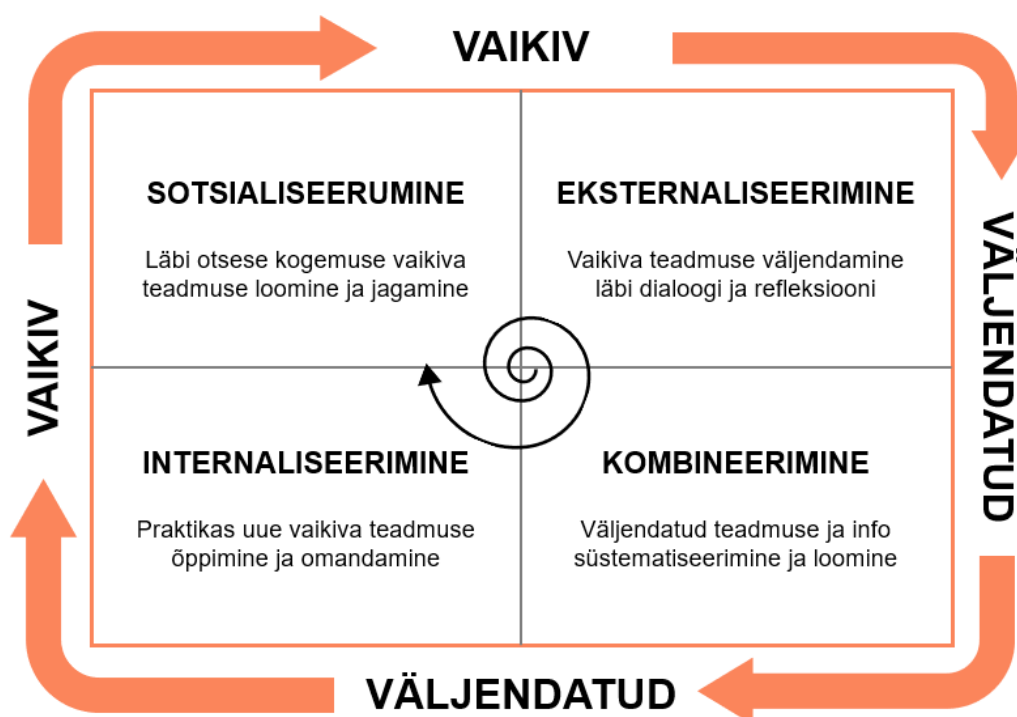 VAIKIV
SOTSIALISEERUMINE
Läbi otsese kogemuse vaikiva
teadmuse loomine ja jagamine
EKSTERNALISEERIMINE
Vaikiva teadmuse väljendamine
läbi dialoogi ja refleksiooni
VAIKIV
VÄLJENDATUD
INTERNALISEERIMINE
Praktikas uue vaikiva teadmuse
õppimine ja omandamine
KOMBINEERIMINE
Väljendatud teadmuse ja info
süstematiseerimine ja loomine
VÄLJENDATUD